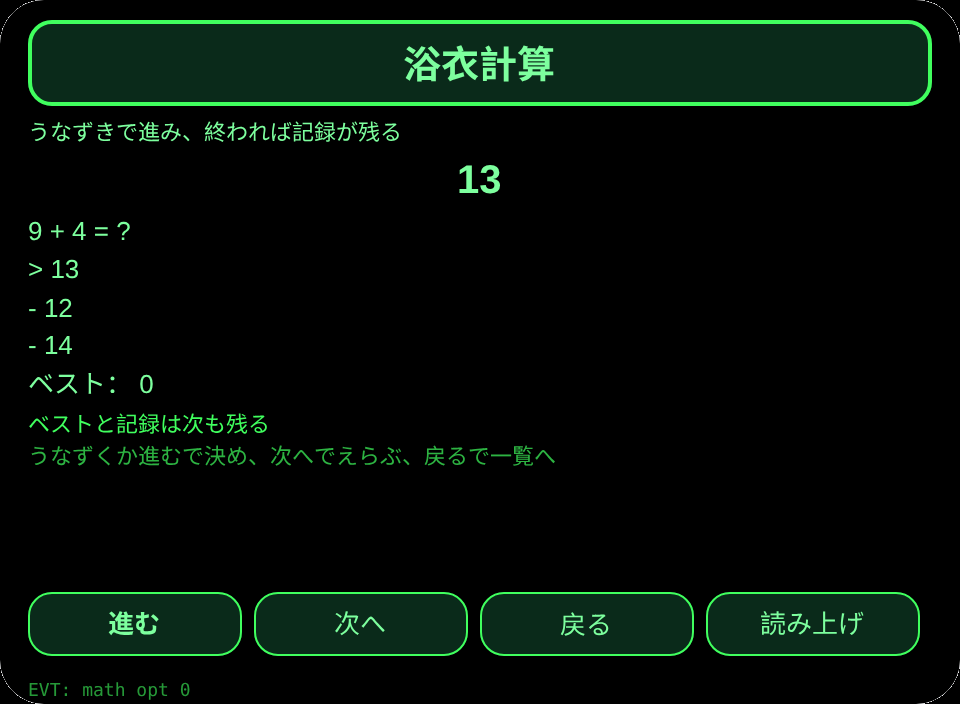 浴衣計算
うなずきで進み、終われば記録が残る
13
9 + 4 = ?
> 13
- 12
- 14
ベスト： 0
ベストと記録は次も残る
うなずくか進むで決め、次へでえらぶ、戻るで一覧へ
進む
次へ
戻る
読み上げ
EVT: math opt 0